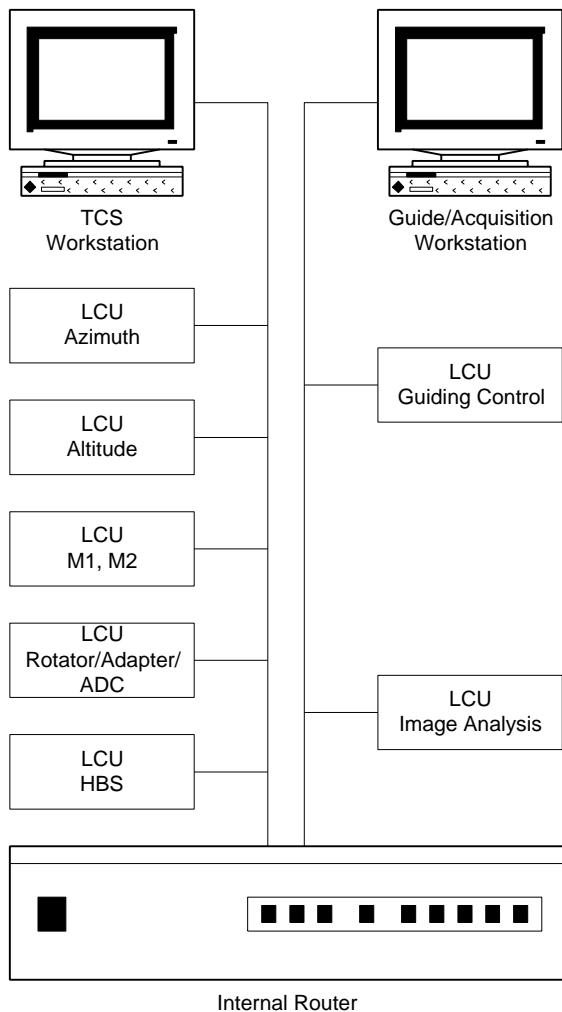 TCS
Workstation
Guide/Acquisition
Workstation
LCU
Azimuth
LCU
Altitude
LCU
M1, M2
LCU
Rotator/Adapter/
ADC
LCU
HBS
LCU
Guiding Control
LCU
Image Analysis
Internal Router